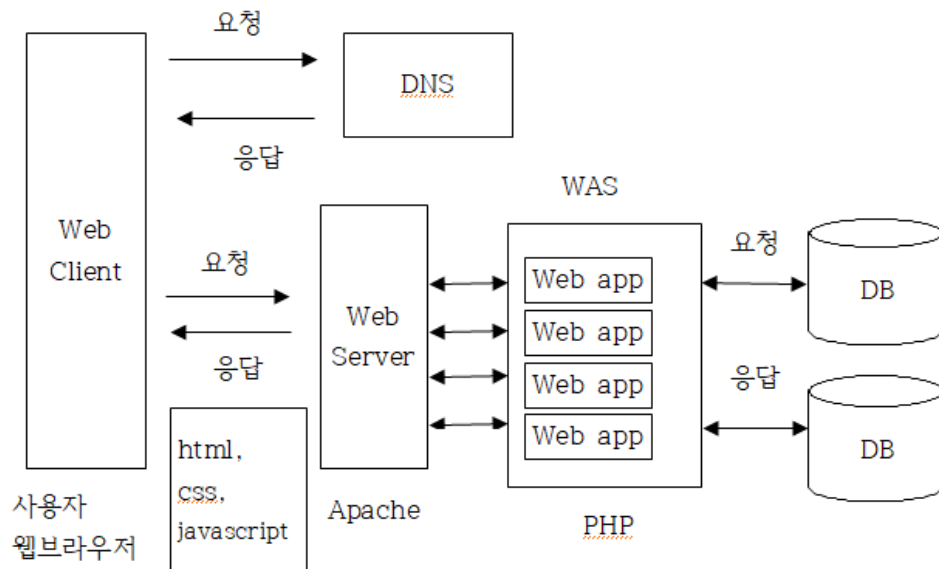 요청
DNS
응답
WAS
Web
Client
요청
응답
Web
Server
Web app
Web app
Web app
Web app
요청
응답
DB
DB
html,
css,
javascript
사용자
웹브라우저
Apache
PHP